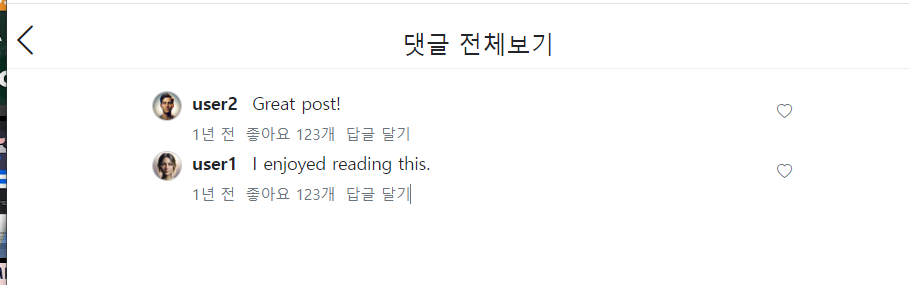 댓글 전체보기
user2 Great post!
1년 전 좋아요 123개 답글 달기
user1 I enjoyed reading this.
1년 전 좋아요 123개 답글 달기